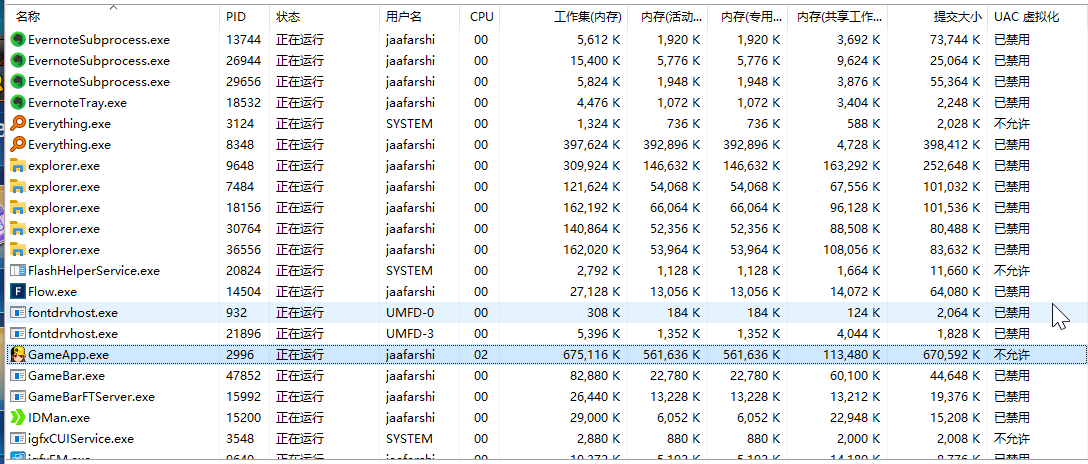 名称 PID 状态 用户名 CPU 工作集(内存) 内存(活动... 内存(专用... 内存(共享工作... 提交大小 UAC 虚拟化
EvernoteSubprocess.exe 13744 正在运行 jaafarshi 00 5,612 K 1,920 K 1,920 K 3,692 K 73,744 K 已禁用
EvernoteSubprocess.exe 26944 正在运行 jaafarshi 00 15,400 K 5,776 K 5,776 K 9,624 K 25,064 K 已禁用
EvernoteSubprocess.exe 29656 正在运行 jaafarshi 00 5,824 K 1,948 K 1,948 K 3,876 K 55,364 K 已禁用
EvernoteTray.exe 18532 正在运行 jaafarshi 00 4,476 K 1,072 K 1,072 K 3,404 K 2,248 K 已禁用
Everything.exe 3124 正在运行 SYSTEM 00 1,324 K 736 K 736 K 588 K 2,028 K 不允许
Everything.exe 8348 正在运行 jaafarshi 00 397,624 K 392,896 K 392,896 K 4,728 K 398,412 K 已禁用
explorer.exe 9648 正在运行 jaafarshi 00 309,924 K 146,632 K 146,632 K 163,292 K 252,648 K 已禁用
explorer.exe 7484 正在运行 jaafarshi 00 121,624 K 54,068 K 54,068 K 67,556 K 101,032 K 已禁用
explorer.exe 18156 正在运行 jaafarshi 00 162,192 K 66,064 K 66,064 K 96,128 K 101,536 K 已禁用
explorer.exe 30764 正在运行 jaafarshi 00 140,864 K 52,356 K 52,356 K 88,508 K 80,488 K 已禁用
explorer.exe 36556 正在运行 jaafarshi 00 162,020 K 53,964 K 53,964 K 108,056 K 83,632 K 已禁用
FlashHelperService.exe 20824 正在运行 SYSTEM 00 2,792 K 1,128 K 1,128 K 1,664 K 11,660 K 不允许
Flow.exe 14504 正在运行 jaafarshi 00 27,128 K 13,056 K 13,056 K 14,072 K 64,080 K 已禁用
fontdrvhost.exe 932 正在运行 UMFD-0 00 308 K 184 K 184 K 124 K 2,064 K 已禁用
fontdrvhost.exe 21896 正在运行 UMFD-3 00 5,396 K 1,352 K 1,352 K 4,044 K 1,828 K 已禁用
GameApp.exe 2996 正在运行 jaafarshi 02 675,116 K 561,636 K 561,636 K 113,480 K 670,592 K 不允许
GameBar.exe 47852 正在运行 jaafarshi 00 82,880 K 22,780 K 22,780 K 60,100 K 44,648 K 已禁用
GameBarFTServer.exe 15992 正在运行 jaafarshi 00 26,440 K 13,228 K 13,228 K 13,212 K 19,376 K 已禁用
IDMan.exe 15200 正在运行 jaafarshi 00 29,000 K 6,052 K 6,052 K 22,948 K 15,208 K 已禁用
igfxCUIService.exe 3548 正在运行 SYSTEM 00 2,880 K 880 K 880 K 2,000 K 2,008 K 不允许